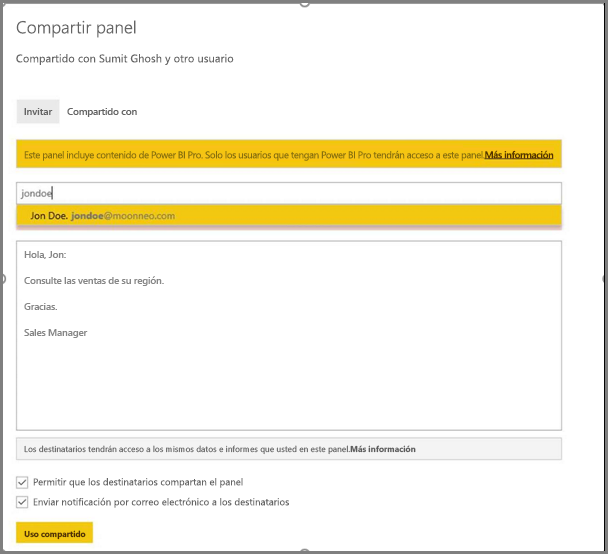 Compartir panel
Compartido con Sumit Ghosh y otro usuario
Invitar Compartido con
Este panel incluye contenido de Power BI Pro. Solo los usuarios que tengan Power BI Pro tendrán acceso a este panel.Más información
jondoe
Jon Doe. jondoe@moonneo.com
Hola, Jon:
Consulte las ventas de su región.
Gracias.
Sales Manager
Los destinatarios tendrán acceso a los mismos datos e informes que usted en este panel.Más información
Permitir que los destinatarios compartan el panel
Enviar notificación por correo electrónico a los destinatarios
Uso compartido